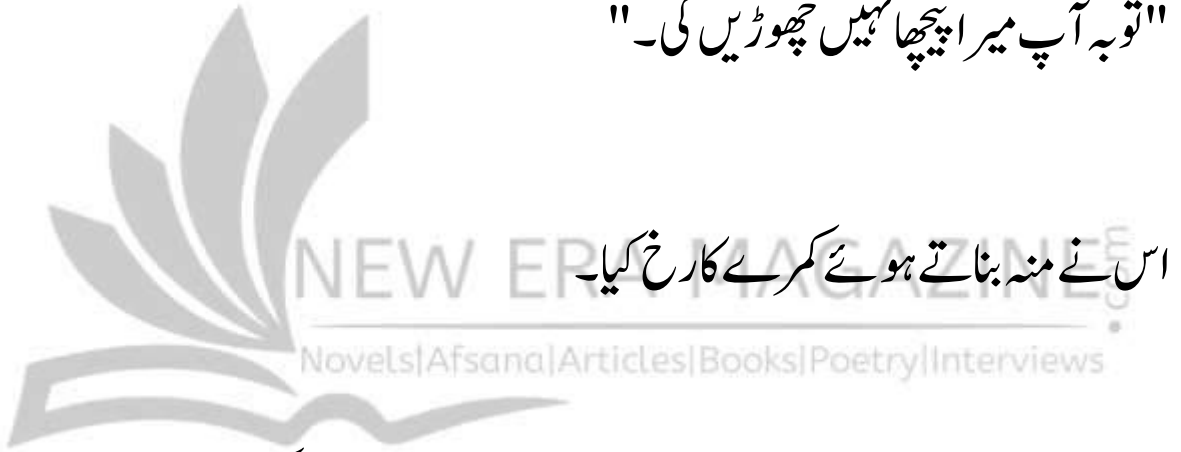 "توبہ آپ میرا پیچھا نہیں چھوڑیں گی۔"
اس نے منہ بناتے ہوئے کمرے کا رخ کیا۔
NEW ERA MAGAZINE.com
Novels|Afsana|Articles|Books|Poetry|Interviews